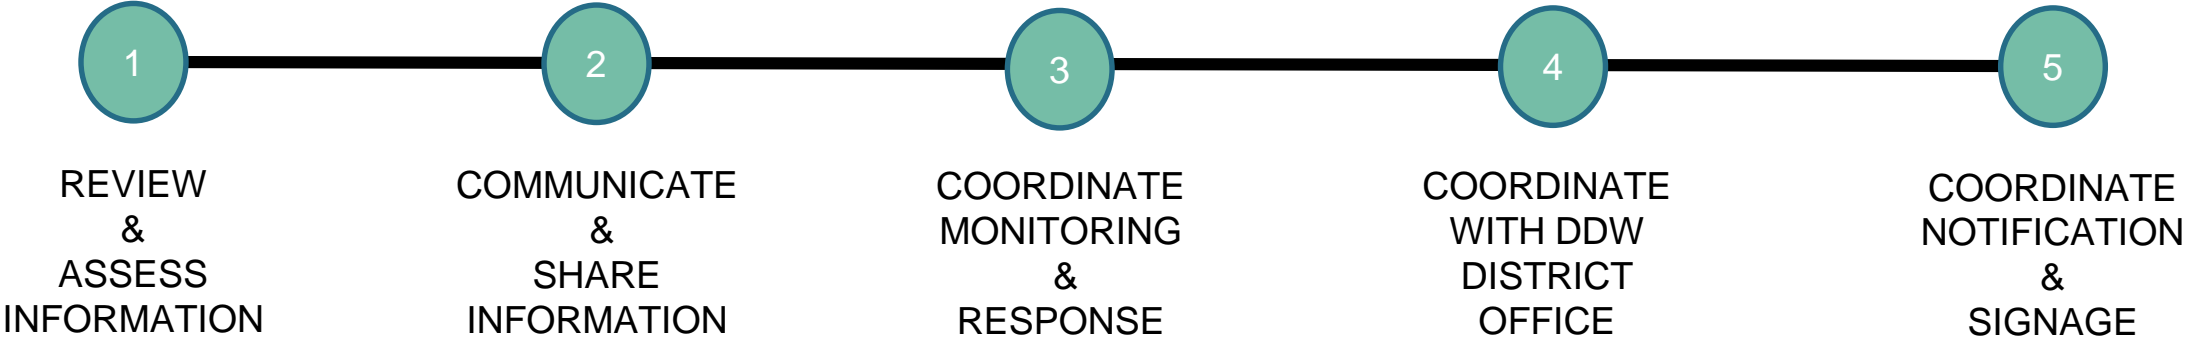 1
2
3
4
5
REVIEW
&
ASSESS
INFORMATION
COMMUNICATE
&
SHARE
INFORMATION
COORDINATE
MONITORING
&
RESPONSE
COORDINATE
WITH DDW
DISTRICT
OFFICE
COORDINATE
NOTIFICATION
&
SIGNAGE